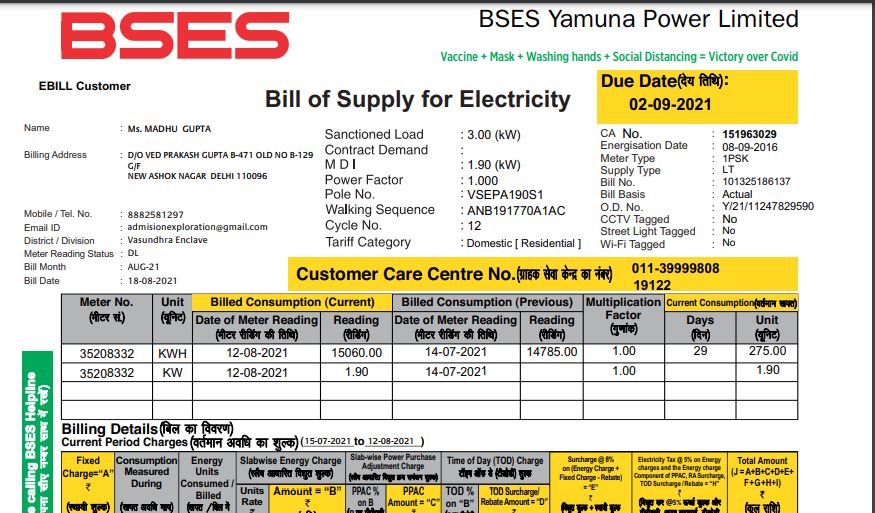 BSES
BSES Yamuna Power Limited
Vaccine + Mask + Washing hands + Social Distancing = Victory over Covid
EBILL Customer
Bill of Supply for Electricity
Due Date(देय तिथि):
02-09-2021
Name : Ms. MADHU GUPTA
Billing Address : D/O VED PRAKASH GUPTA B-471 OLD NO B-129
G/F
NEW ASHOK NAGAR DELHI 110096
Mobile / Tel. No. : 8882581297
Email ID : admisionexploration@gmail.com
District / Division : Vasundhra Enclave
Meter Reading Status : DL
Bill Month : AUG-21
Bill Date : 18-08-2021
Sanctioned Load : 3.00 (kW)
Contract Demand :
M D I : 1.90 (kW)
Power Factor : 1.000
Pole No. : VSEPA190S1
Walking Sequence : ANB191770A1AC
Cycle No. : 12
Tariff Category : Domestic [ Residential ]
CA No. : 151963029
Energisation Date : 08-09-2016
Meter Type : 1PSK
Supply Type : LT
Bill No. : 101325186137
Bill Basis : Actual
O.D. No. : Y/21/11247829590
CCTV Tagged : No
Street Light Tagged : No
Wi-Fi Tagged : No
Customer Care Centre No.(ग्राहक सेवा केन्द्र का नंबर) 011-39999808
19122
Meter No. Unit Billed Consumption (Current) Billed Consumption (Previous) Multiplication Factor Current Consumption(वर्तमान खपत)
(मीटर सं.) (यूनिट) Date of Meter Reading Reading Date of Meter Reading Reading (गुणांक) Days Unit
(मीटर रीडिंग की तिथि) (रीडिंग) (मीटर रीडिंग की तिथि) (रीडिंग) (दिन) (यूनिट)
35208332 KWH 12-08-2021 15060.00 14-07-2021 14785.00 1.00 29 275.00
35208332 KW 12-08-2021 1.90 1.00 1.90
calling BSES Helpline
Billing Details(बिल का विवरण)
Current Period Charges (वर्तमान अवधि का शुल्क) (15-07-2021 to 12-08-2021 )
Fixed Charge="A" ₹ (स्थायी शुल्क)
Consumption Measured During (खपत अवधि माप)
Energy Units Consumed / Billed
Slabwise Energy Charge
Units Amount = "B"
₹
Slab-wise Power Purchase Adjustment Charge
PPAC % on B PPAC Amount = "C"
₹
Time of Day (TOD) Charge
TOD % on "B" TOD Surcharge/ Rebate Amount = "D"
₹
Surcharge @ 8% on (Energy Charge + Fixed Charge - Rebate) = "E"
₹
Electricity Tax @ 5% on Energy charges and the Energy charge Component of PPAC, RA Surcharge, TOD Surcharge / Rebate = "H"
₹
Total Amount (J = A+B+C+D+E+ F+G+H+I)
₹
(कुल राशि)